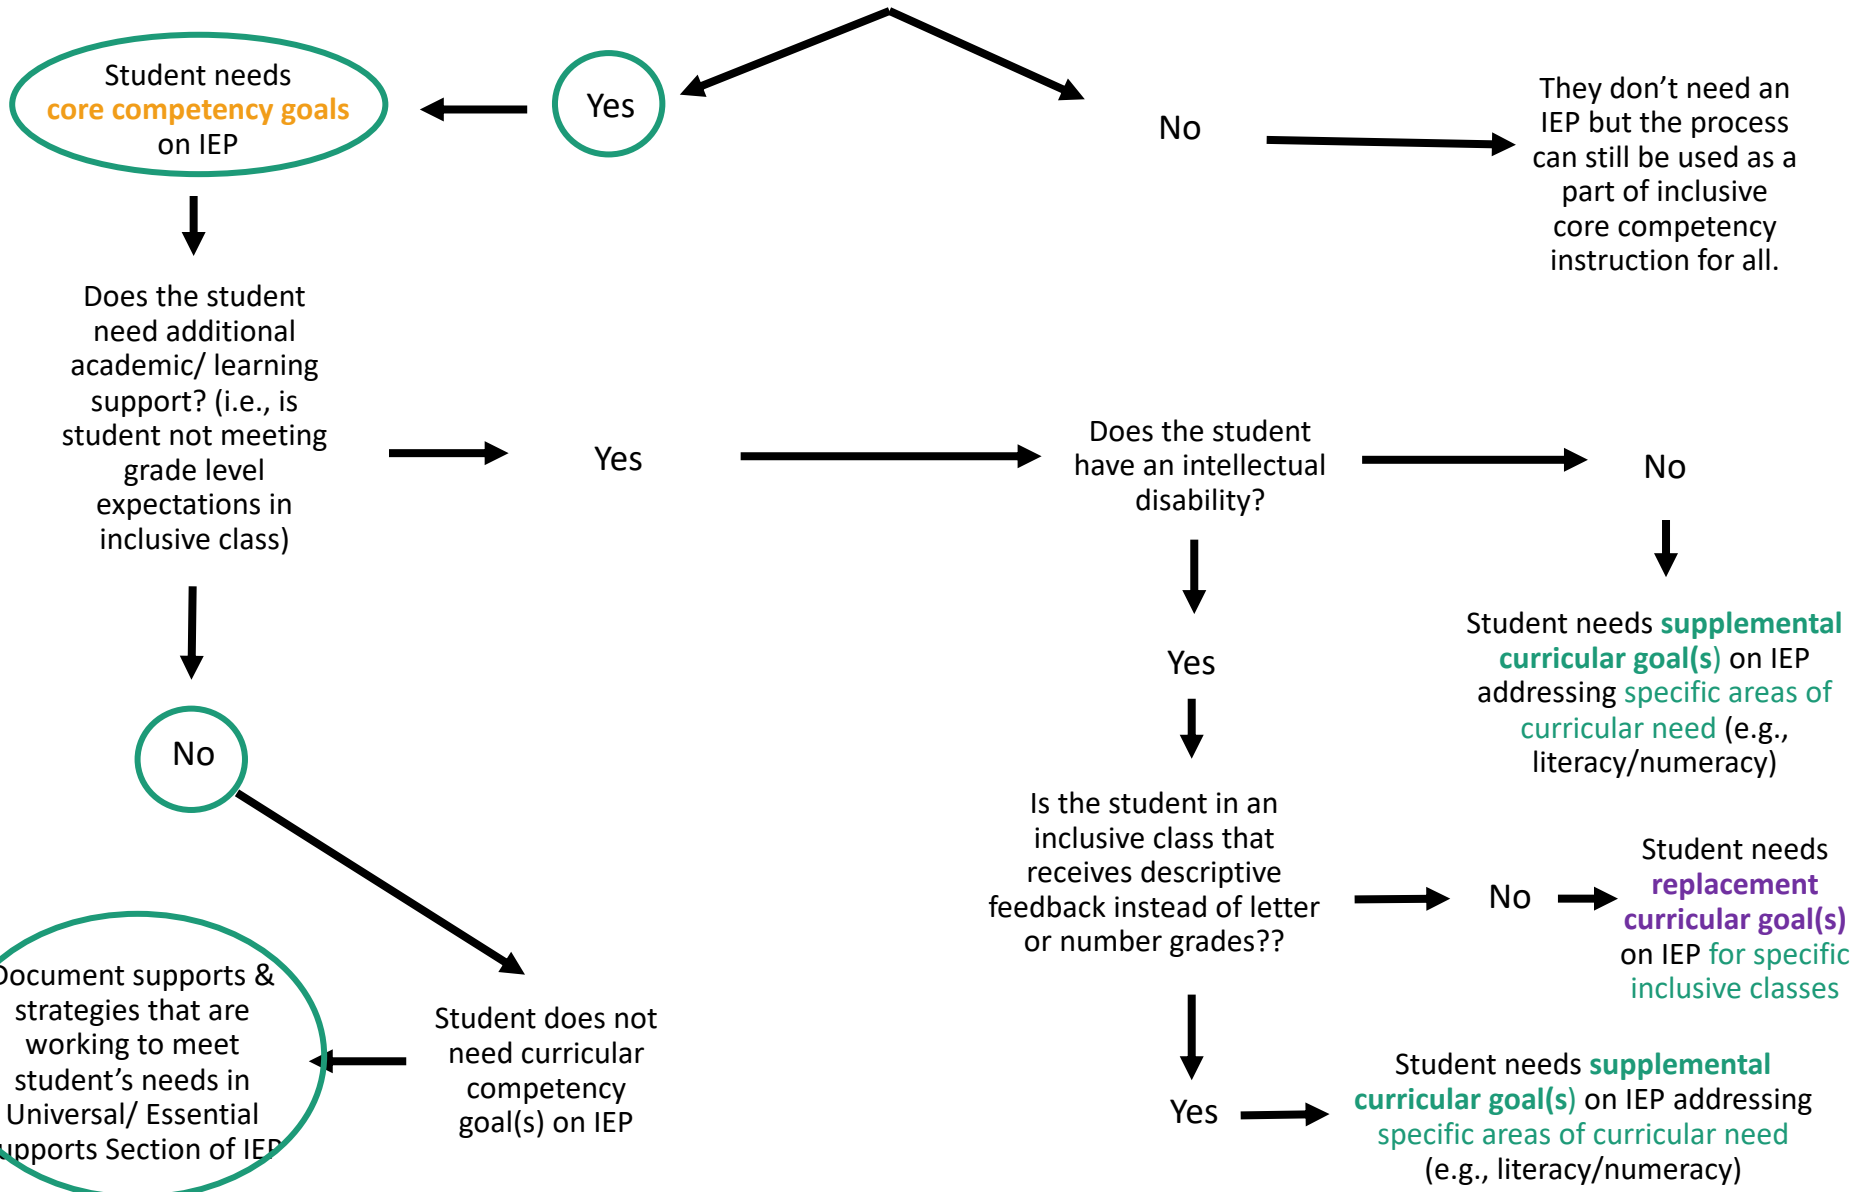 Student needs
core competency goals
on IEP
Yes
No
They don’t need an
IEP but the process
can still be used as a
part of inclusive
core competency
instruction for all.
Does the student
need additional
academic/ learning
support? (i.e., is
student not meeting
grade level
expectations in
inclusive class)
Yes
Does the student
have an intellectual
disability?
No
Student needs supplemental
curricular goal(s) on IEP
addressing specific areas of
curricular need (e.g.,
literacy/numeracy)
Yes
No
Is the student in an
inclusive class that
receives descriptive
feedback instead of letter
or number grades??
No
Student needs
replacement
curricular goal(s)
on IEP for specific
inclusive classes
Document supports &
strategies that are
working to meet
student’s needs in
Universal/ Essential
upports Section of IEP
Student does not
need curricular
competency
goal(s) on IEP
Yes
Student needs supplemental
curricular goal(s) on IEP addressing
specific areas of curricular need
(e.g., literacy/numeracy)